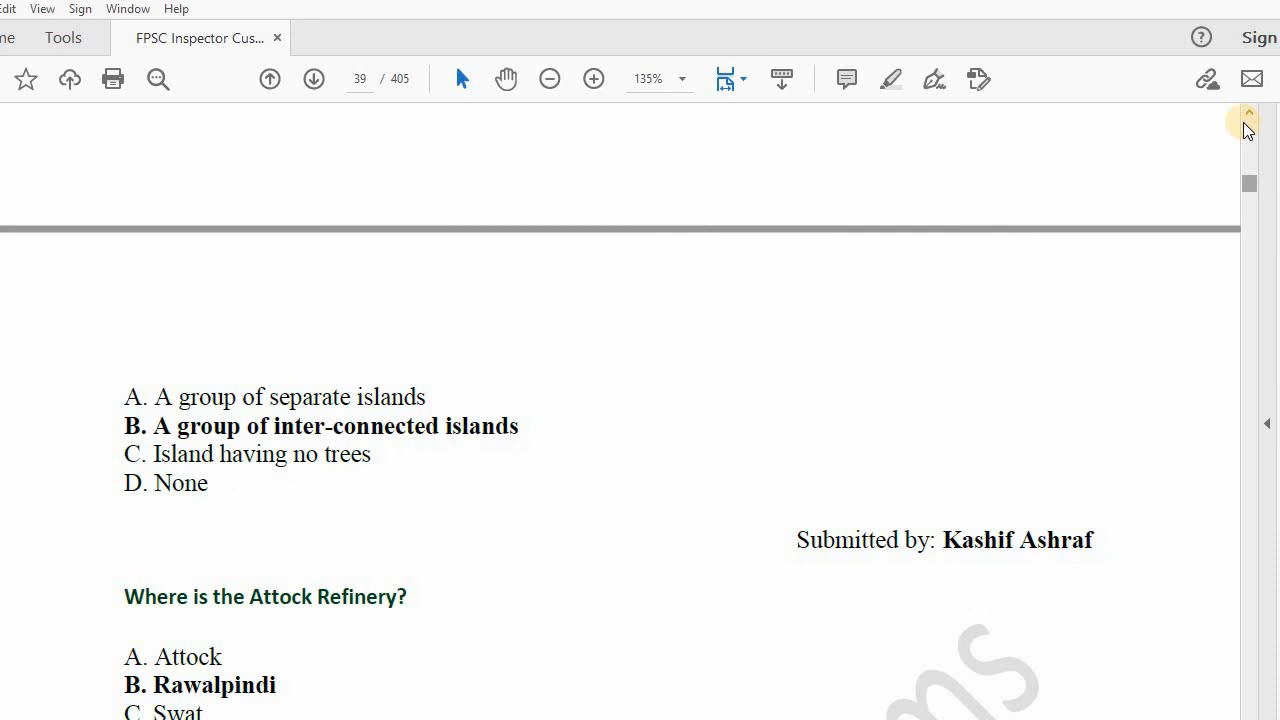 Edit View Sign Window Help
me Tools FPSC Inspector Cus... × ? Sign
39 / 405 135%
A. A group of separate islands
B. A group of inter-connected islands
C. Island having no trees
D. None
Submitted by: Kashif Ashraf
Where is the Attock Refinery?
A. Attock
B. Rawalpindi
C. Swat
ms